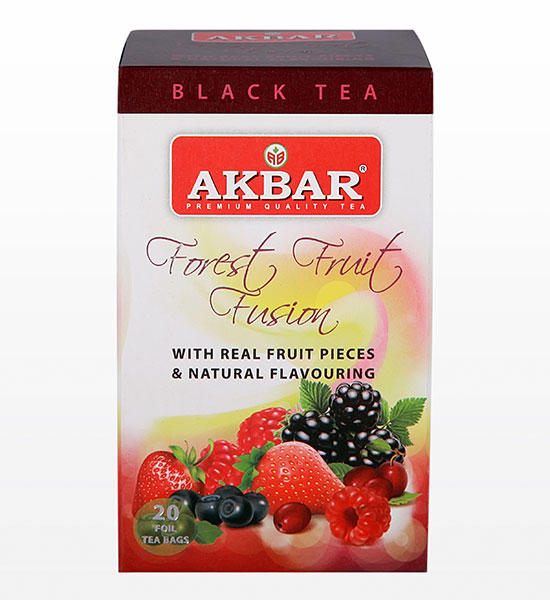 AKBAR
BLACK TEA
AKBAR®
PREMIUM QUALITY TEA
Forest Fruit
Fusion
WITH REAL FRUIT PIECES
& NATURAL FLAVOURING
20
FOIL
TEA BAGS